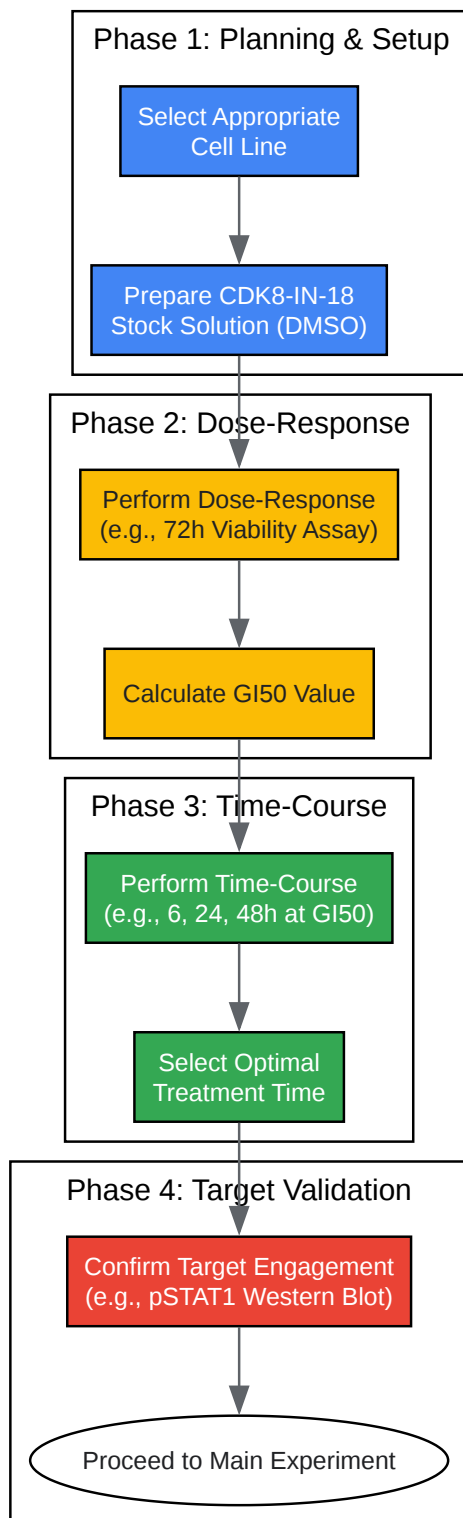 Phase 1: Planning & Setup
Select Appropriate
Cell Line
Prepare CDK8-IN-18
Stock Solution (DMSO)
Phase 2: Dose-Response
Perform Dose-Response
(e.g., 72h Viability Assay)
Calculate GI50 Value
Phase 3: Time-Course
Perform Time-Course
(e.g., 6, 24, 48h at GI50)
Select Optimal
Treatment Time
Phase 4: Target Validation
Confirm Target Engagement
(e.g., pSTAT1 Western Blot)
Proceed to Main Experiment